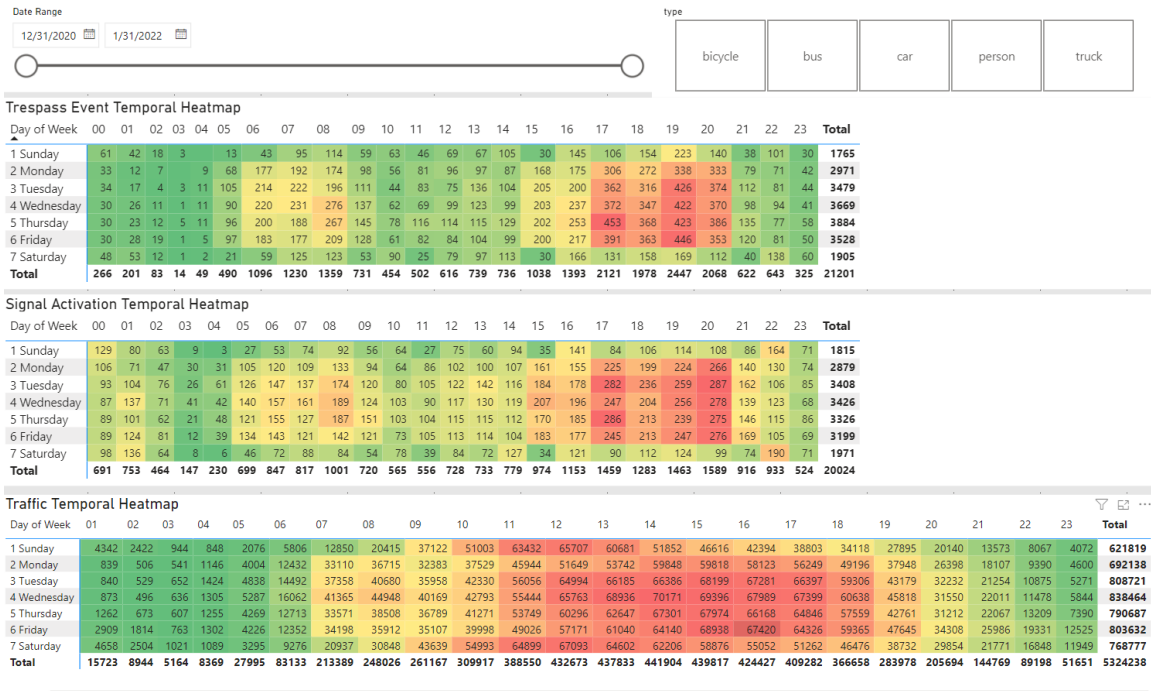 Date Range
type
12/31/2020 1/31/2022
bicycle bus car person truck
Trespass Event Temporal Heatmap
Day of Week 00 01 02 03 04 05 06 07 08 09 10 11 12 13 14 15 16 17 18 19 20 21 22 23 Total
1 Sunday 61 42 18 3 13 43 95 114 59 63 46 69 67 105 30 145 106 154 223 140 38 101 30 1765
2 Monday 33 12 7 9 68 177 192 174 98 56 81 96 97 87 168 175 306 272 338 333 79 71 42 2971
3 Tuesday 34 17 4 3 11 105 214 222 196 111 44 83 75 136 104 205 200 362 316 426 374 112 81 44 3479
4 Wednesday 30 26 11 1 11 90 220 231 276 137 62 69 99 123 99 203 237 372 347 422 370 98 94 41 3669
5 Thursday 30 23 12 5 11 96 200 188 267 145 78 116 114 115 129 202 253 453 368 423 386 135 77 58 3884
6 Friday 30 28 19 1 5 97 183 177 209 128 61 82 84 104 99 200 217 391 363 446 353 120 81 50 3528
7 Saturday 48 53 12 1 2 21 59 125 123 53 90 25 79 97 113 30 166 131 158 169 112 40 138 60 1905
Total 266 201 83 14 49 490 1096 1230 1359 731 454 502 616 739 736 1038 1393 2121 1978 2447 2068 622 643 325 21201
Signal Activation Temporal Heatmap
Day of Week 00 01 02 03 04 05 06 07 08 09 10 11 12 13 14 15 16 17 18 19 20 21 22 23 Total
1 Sunday 129 80 63 9 3 27 53 74 92 56 64 27 75 60 94 35 141 84 106 114 108 86 164 71 1815
2 Monday 106 71 47 30 31 105 120 109 133 94 64 86 102 100 107 161 155 225 199 224 266 140 130 74 2879
3 Tuesday 93 104 76 26 61 126 147 137 174 120 80 105 122 142 116 184 178 282 236 259 287 162 106 85 3408
4 Wednesday 87 137 71 41 42 140 157 161 189 124 103 90 117 130 119 207 196 247 204 256 278 139 123 68 3426
5 Thursday 89 101 62 21 48 121 155 127 187 151 103 104 115 115 112 170 185 286 213 239 275 146 115 86 3326
6 Friday 89 124 81 12 39 134 143 121 142 121 73 105 113 114 104 183 177 245 213 247 276 169 105 69 3199
7 Saturday 98 136 64 8 6 46 72 88 84 54 78 39 84 72 127 34 121 90 112 124 99 74 190 71 1971
Total 691 753 464 147 230 699 847 817 1001 720 565 556 728 733 779 974 1153 1459 1283 1463 1589 916 933 524 20024
Traffic Temporal Heatmap
Day of Week 01 02 03 04 05 06 07 08 09 10 11 12 13 14 15 16 17 18 19 20 21 22 23 Total
1 Sunday 4342 2422 944 848 2076 5806 12850 20415 37122 51003 63432 65707 60681 51852 46616 42394 38803 34118 27895 20140 13573 8067 4072 621819
2 Monday 839 506 541 1146 4004 12432 33110 36715 32383 37529 45944 51649 53742 59848 59818 58123 56249 49196 37948 26398 18107 9390 4600 692138
3 Tuesday 840 529 652 1424 4838 14492 37358 40680 35958 42330 56056 64994 66185 66386 68199 67281 66397 59306 43179 32232 21254 10875 5271 808721
4 Wednesday 873 496 636 1305 5287 16062 41365 44948 40169 42793 55444 65763 68936 70171 69396 67989 67399 60638 45818 31550 22011 11478 5844 838464
5 Thursday 1262 673 607 1255 4269 12713 33571 38508 36789 41271 53749 60296 62647 67301 67974 66168 64846 57559 42761 31212 22067 13209 7390 790687
6 Friday 2909 1814 763 1302 4226 12352 34198 35912 35107 39998 49026 57171 61040 64140 68938 67420 64326 59365 47645 34308 25986 19331 12525 803632
7 Saturday 4658 2504 1021 1089 3295 9276 20937 30848 43639 54993 64899 67093 64602 62206 58876 55052 51262 46476 38732 29854 21771 16848 11949 768777
Total 15723 8944 5164 8369 27995 83133 213389 248026 261167 309917 388550 432673 437833 441904 439817 424427 409282 366658 283978 205694 144769 89198 51651 5324238